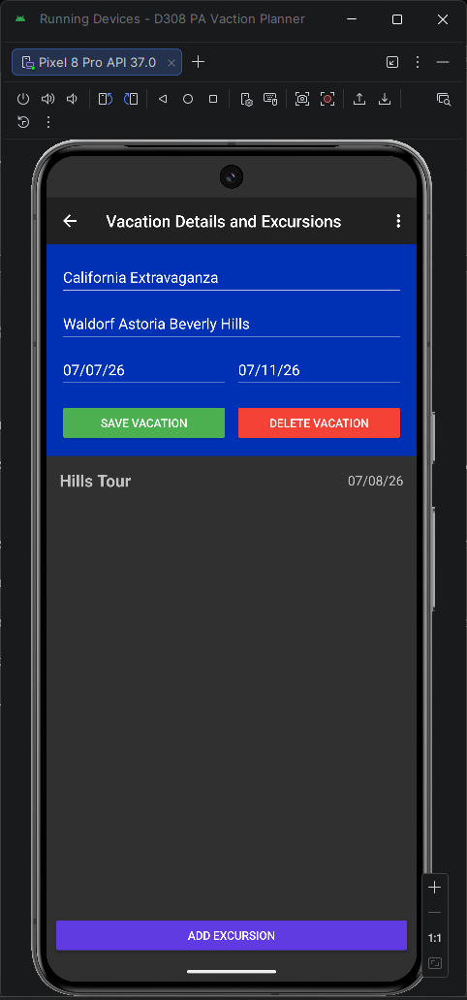 Running Devices - D308 PA Vaction Planner
Pixel 8 Pro API 37.0
Vacation Details and Excursions
California Extravaganza
Waldorf Astoria Beverly Hills
07/07/26 07/11/26
SAVE VACATION DELETE VACATION
Hills Tour 07/08/26
ADD EXCURSION
1:1